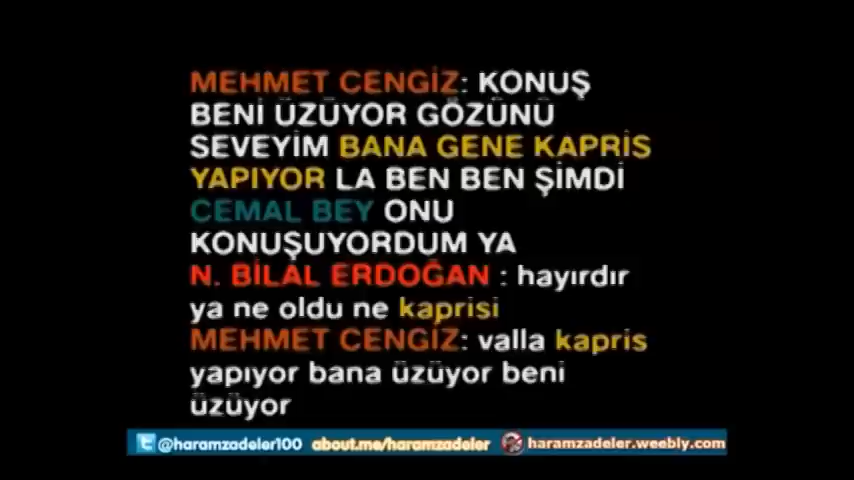 MEHMET CENGİZ: KONUŞ
BENİ ÜZÜYOR GÖZÜNÜ
SEVEYİM BANA GENE KAPRİS
YAPIYOR LA BEN BEN ŞİMDİ
CEMAL BEY ONU
KONUŞUYORDUM YA
N. BİLAL ERDOĞAN : hayırdır
ya ne oldu ne kaprisi
MEHMET CENGİZ: valla kapris
yapıyor bana üzüyor beni
üzüyor
@haramzadeler100 about.me/haramzadeler haramzadeler.weebly.com